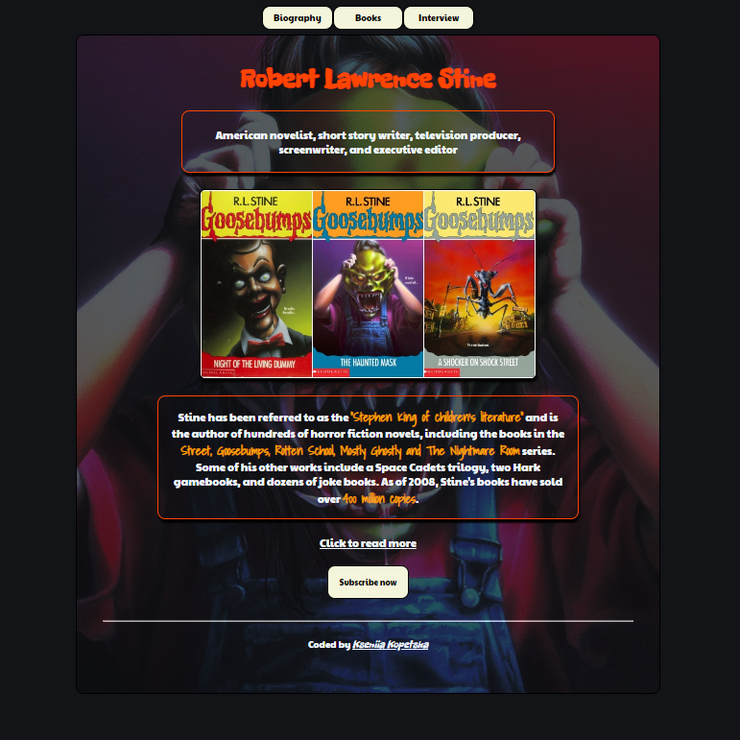 Biography Books Interview
Robert Lawrence Stine
American novelist, short story writer, television producer,
screenwriter, and executive editor
R.L. STINE R.L. STINE R.L. STINE
Goosebumps Goosebumps Goosebumps
NIGHT OF THE LIVING DUMMY THE HAUNTED MASK A SHOCKER ON SHOCK STREET
SCHOLASTIC SCHOLASTIC SCHOLASTIC
Stine has been referred to as the "Stephen King of children's literature" and is
the author of hundreds of horror fiction novels, including the books in the
Street, Goosebumps, Rotten School, Mostly Ghostly and The Nightmare Room series.
Some of his other works include a Space Cadets trilogy, two Hark
gamebooks, and dozens of joke books. As of 2008, Stine's books have sold
over 400 million copies.
Click to read more
Subscribe now
Coded by Kseniia Kopetska